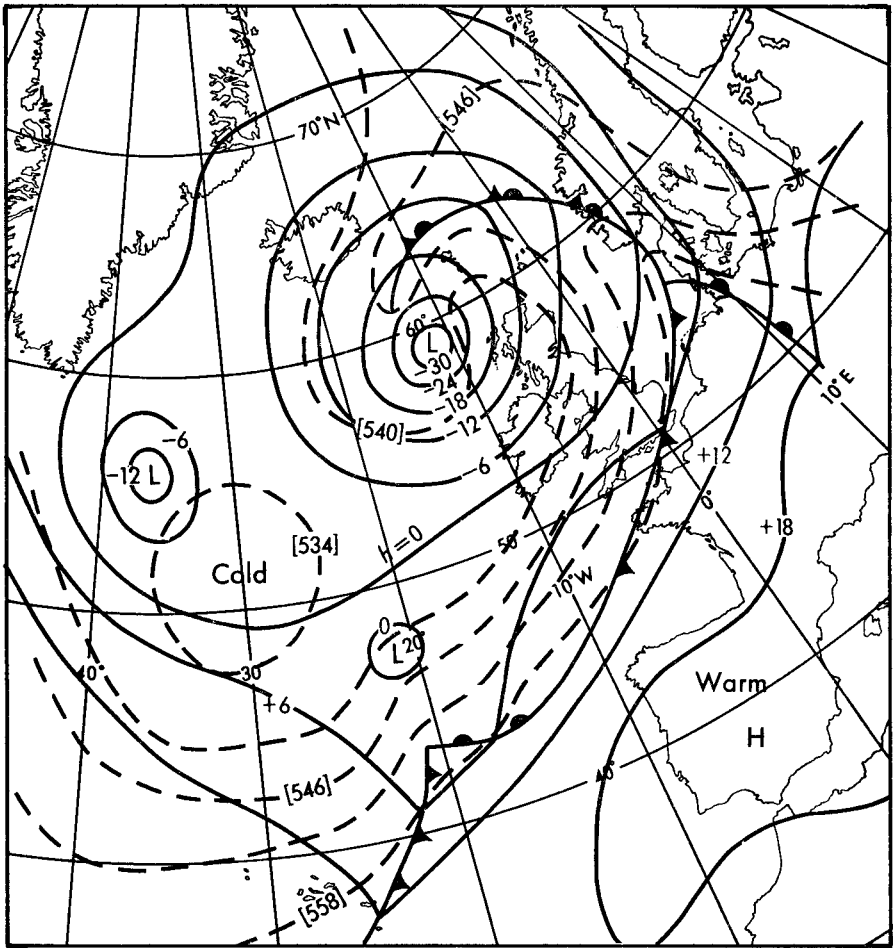 [546]
70°N
60°
L
-30
-24
-18
-12
[540]
-6
-6
-12 L
10°E
+12
0°
+18
[534]
H=0
50°
Cold
10°W
0
L
20
40°
30
+6
Warm
H
[546]
40°
[558]